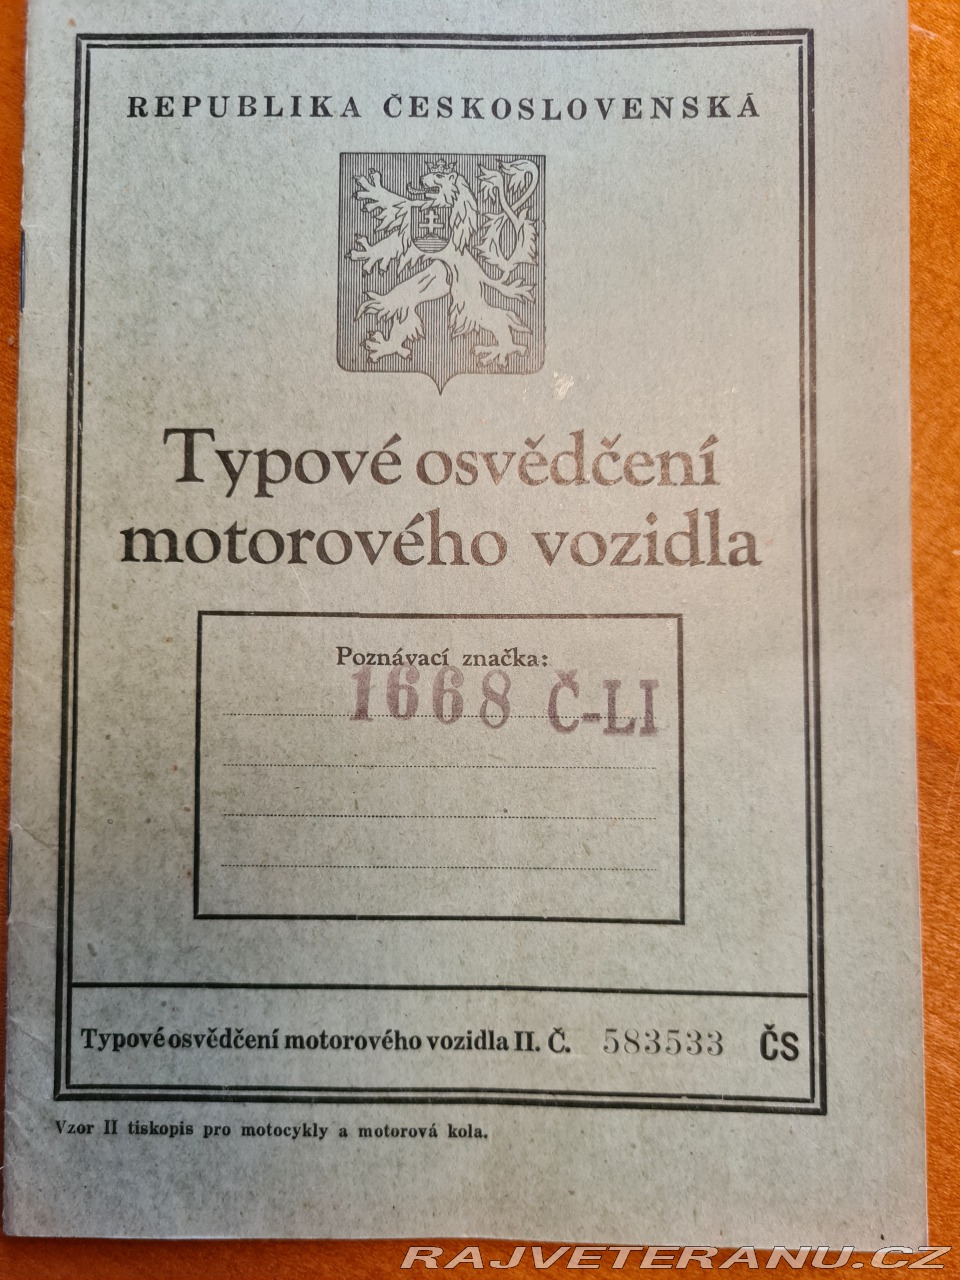 REPUBLIKA ČESKOSLOVENSKÁ
Typové osvědčení
motorového vozidla
Poznávací značka:
1668 Č-LI
Typové osvědčení motorového vozidla II. Č. 583533 ČS
Vzor II tiskopis pro motocykly a motorová kola.
RAJVETERANU.CZ